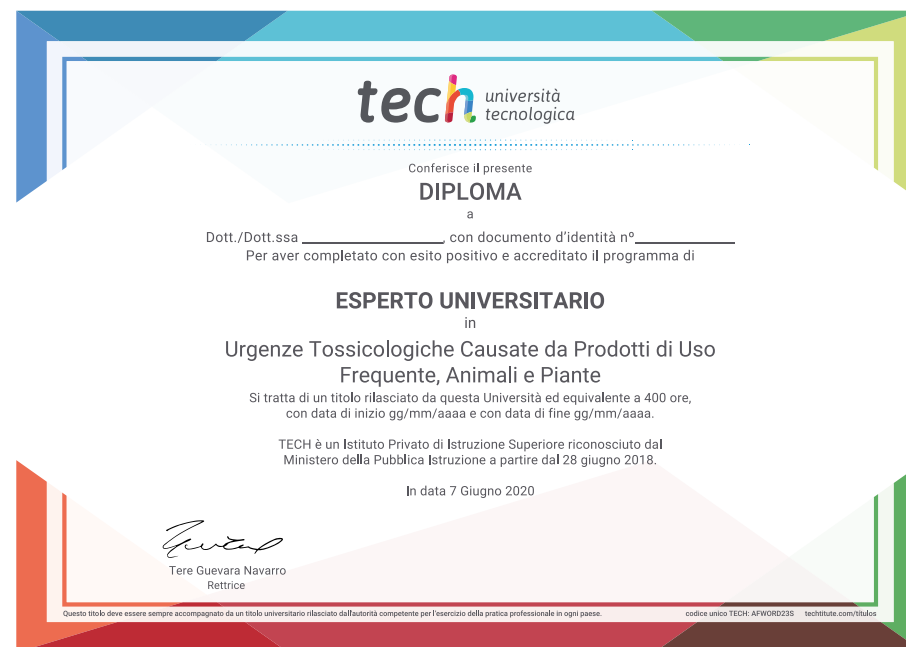 tech università
tecnologica
Conferisce il presente
DIPLOMA
a
Dott./Dott.ssa ________________, con documento d'identità nº____________
Per aver completato con esito positivo e accreditato il programma di
ESPERTO UNIVERSITARIO
in
Urgenze Tossicologiche Causate da Prodotti di Uso
Frequente, Animali e Piante
Si tratta di un titolo rilasciato da questa Università ed equivalente a 400 ore,
con data di inizio gg/mm/aaaa e con data di fine gg/mm/aaaa.
TECH è un Istituto Privato di Istruzione Superiore riconosciuto dal
Ministero della Pubblica Istruzione a partire dal 28 giugno 2018.
In data 7 Giugno 2020
Tere Guevara Navarro
Rettrice
Questo titolo deve essere sempre accompagnato da un titolo universitario rilasciato dall'autorità competente per l'esercizio della pratica professionale in ogni paese. codice unico TECH: AFWORD23S techtitute.com/titulos